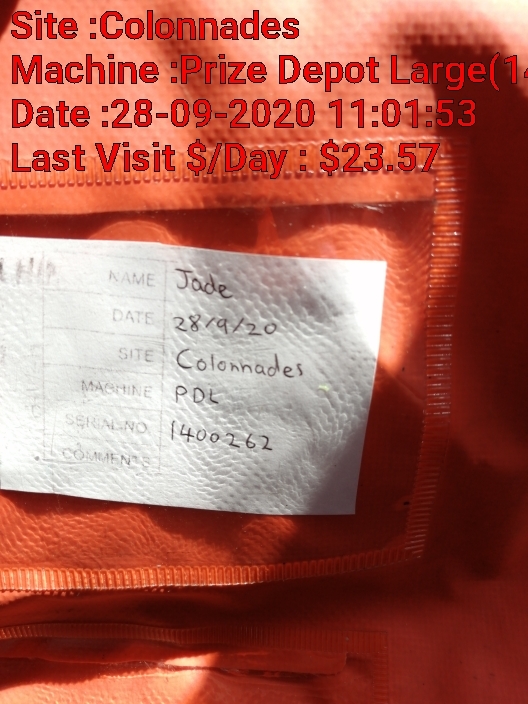 Site :Colonnades
Machine :Prize Depot Large(14
Date :28-09-2020 11:01:53
Last Visit $/Day : $23.57
NAME Jade
DATE 28/9/20
SITE Colonnades
MACHINE PDL
SERIAL NO 1400262
COMMENTS